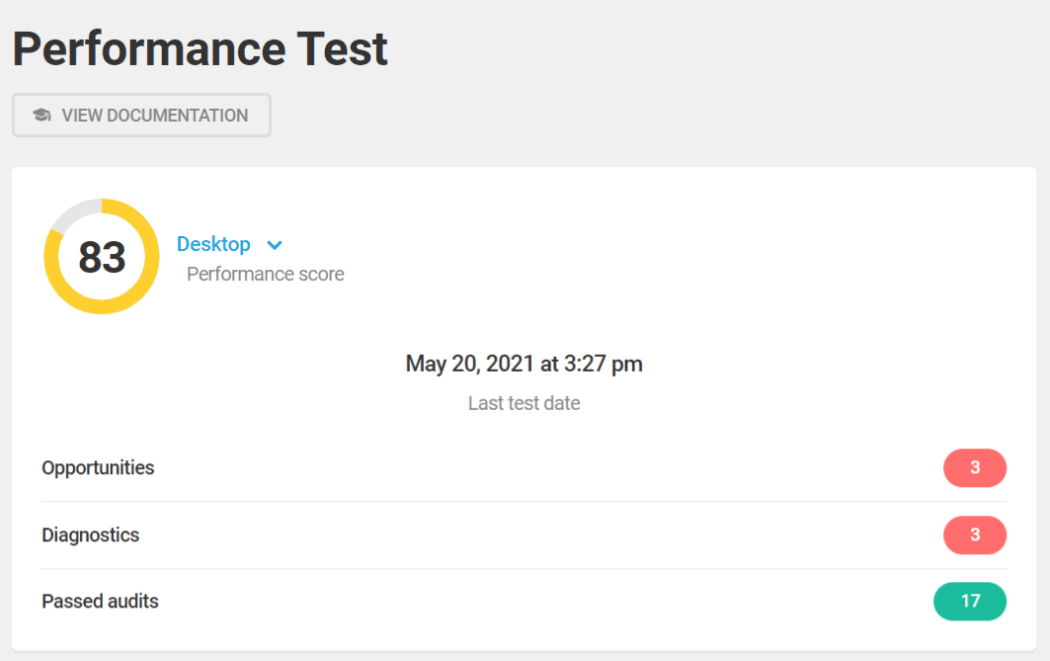 Performance Test
VIEW DOCUMENTATION
83
Desktop
Performance score
May 20, 2021 at 3:27 pm
Last test date
Opportunities 3
Diagnostics 3
Passed audits 17